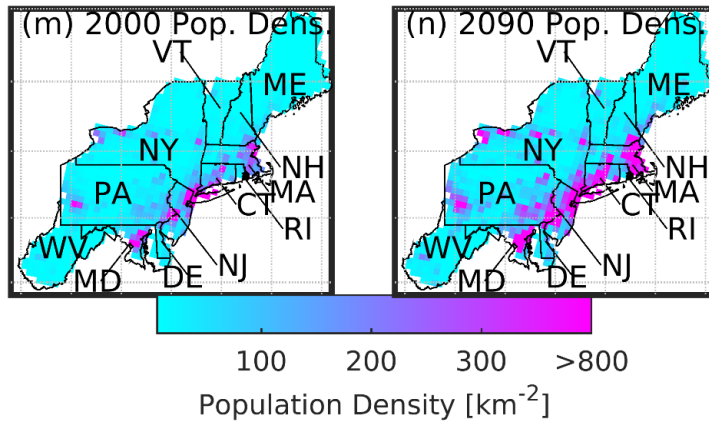 (m) 2000 Pop. Dens.
VT
ME
NY
NH
PA
MA
CT
RI
WV
NJ
MD
DE
(n) 2090 Pop. Dens.
VT
ME
NY
NH
PA
MA
CT
RI
WV
NJ
MD
DE
100 200 300 >800
Population Density [km⁻²]